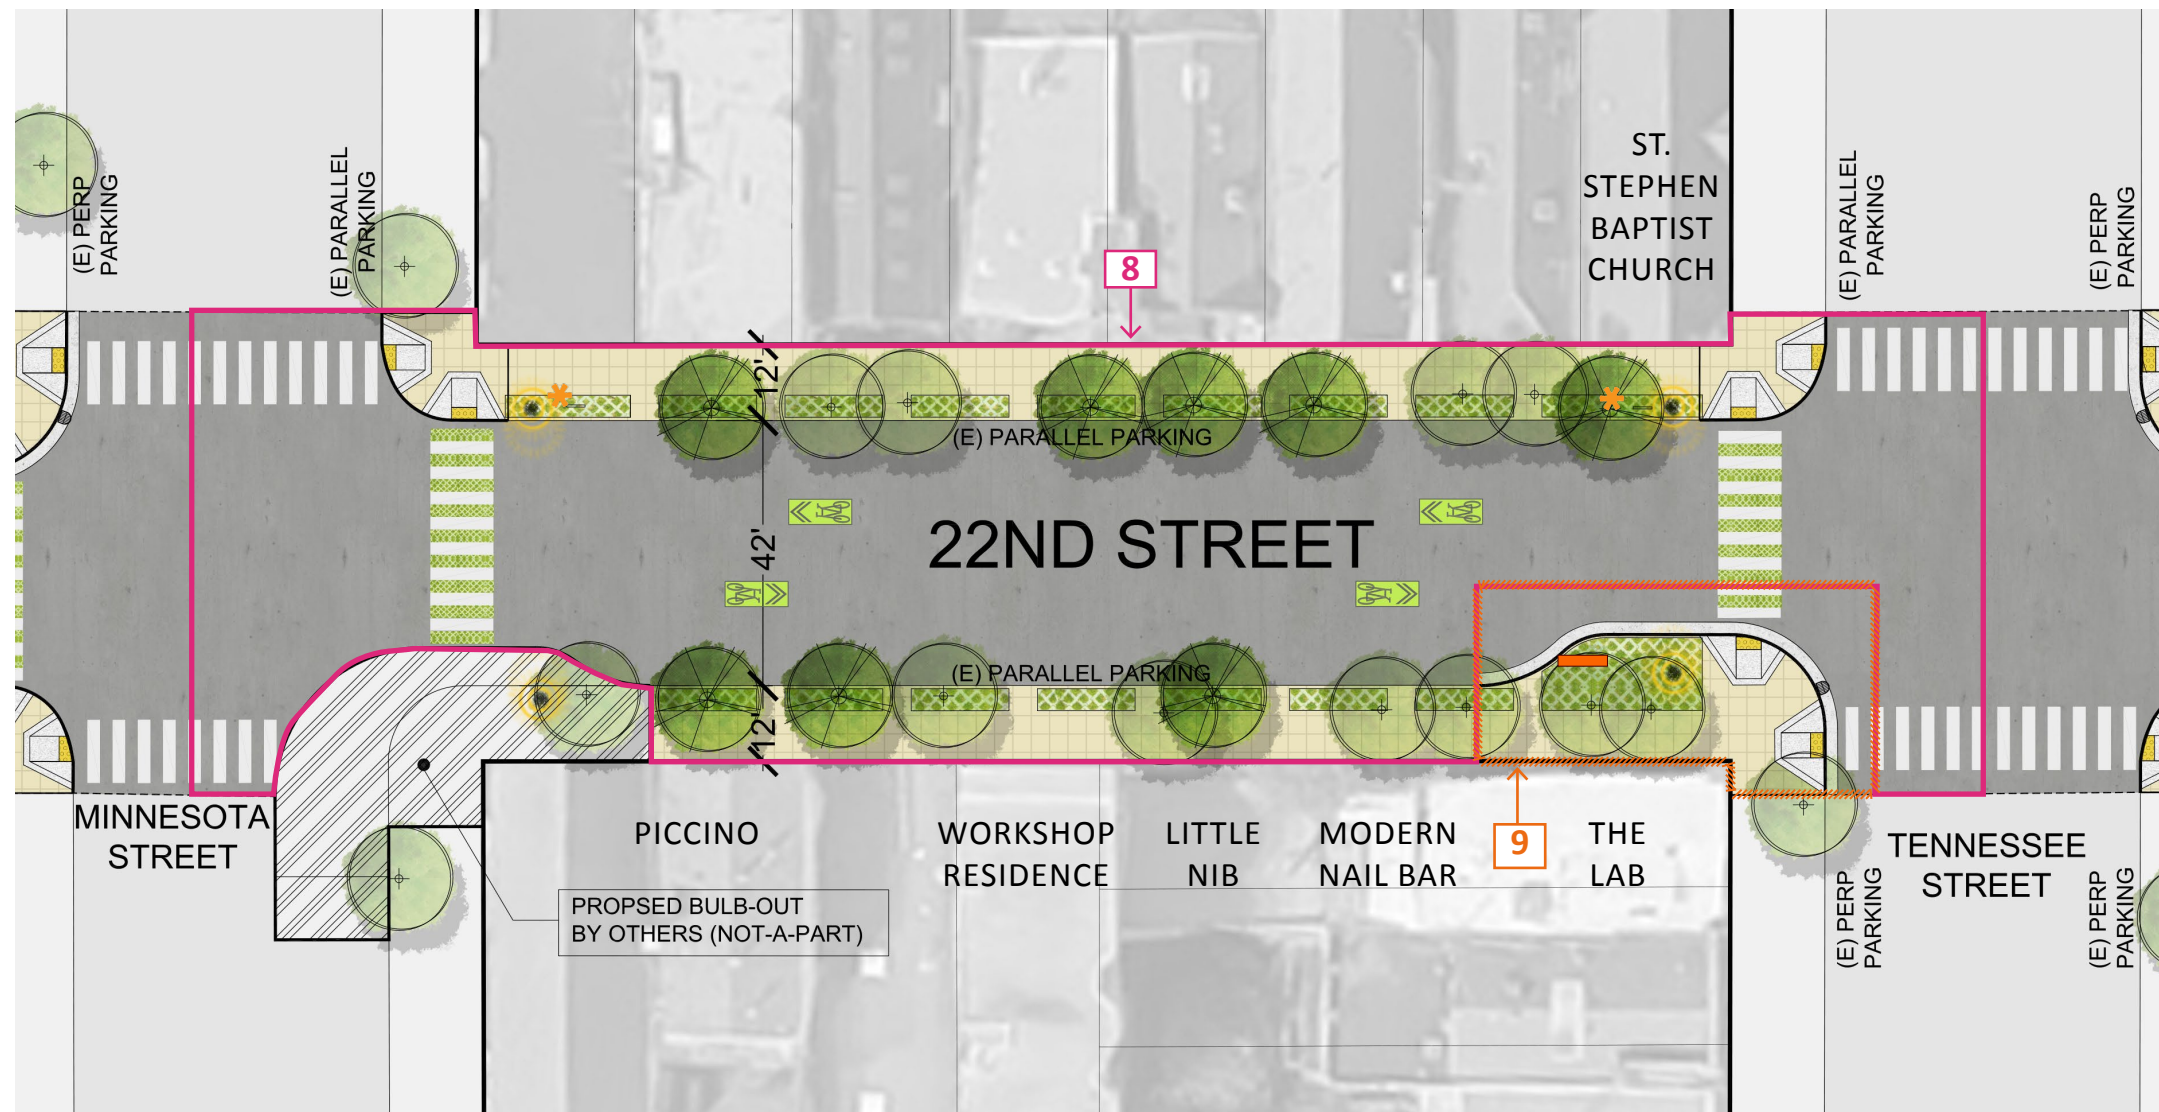 ST.
STEPHEN
BAPTIST
CHURCH
(E) PERP
PARKING
(E) PARALLEL
PARKING
(E) PARALLEL
PARKING
(E) PERP
PARKING
8
12'
(E) PARALLEL PARKING
22ND STREET
42'
(E) PARALLEL PARKING
12'
MINNESOTA
STREET
PICCINO
WORKSHOP
RESIDENCE
LITTLE
NIB
MODERN
NAIL BAR
9
THE
LAB
TENNESSEE
STREET
PROPSED BULB-OUT
BY OTHERS (NOT-A-PART)
(E) PERP
PARKING
(E) PERP
PARKING